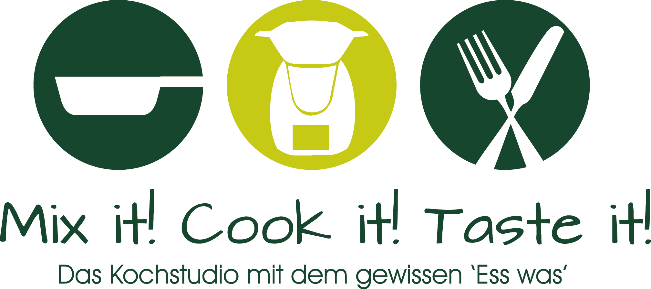 Mix it! Cook it! Taste it!
Das Kochstudio mit dem gewissen ‘Ess was’